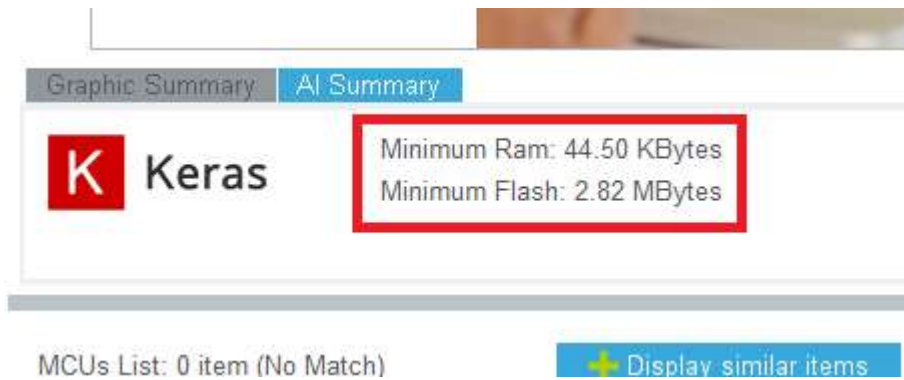 Graphic Summary AI Summary
K Keras
Minimum Ram: 44.50 KBytes
Minimum Flash: 2.82 MBytes
MCUs List: 0 item (No Match) Display similar items